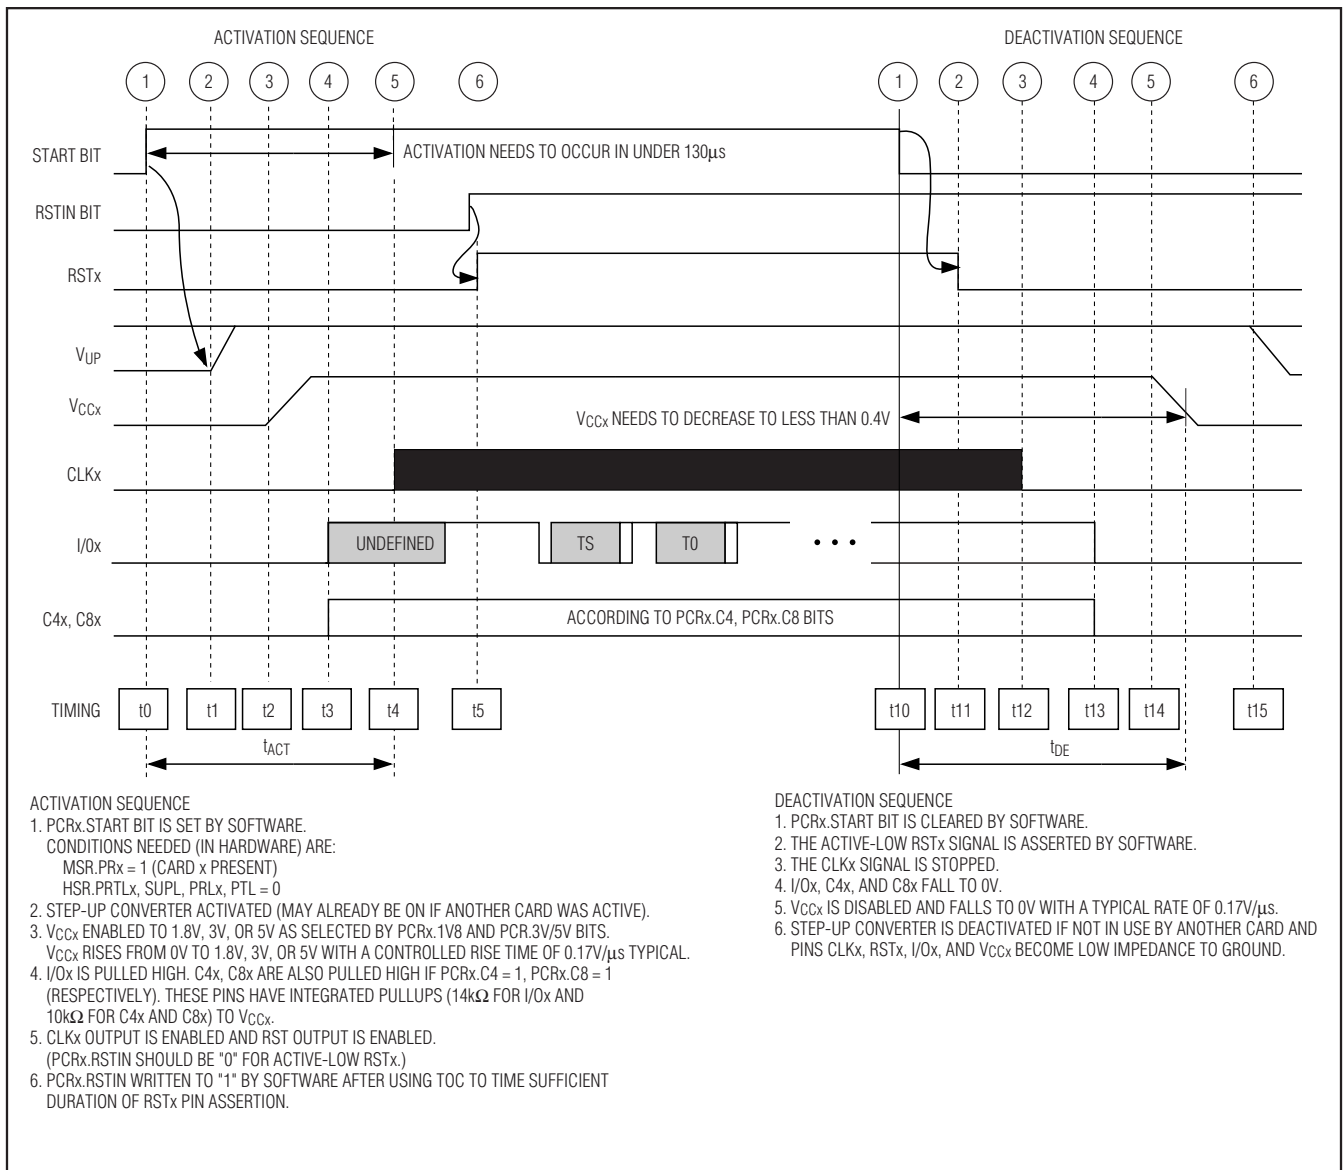 ACTIVATION SEQUENCE
DEACTIVATION SEQUENCE
1 2 3 4 5 6 1 2 3 4 5 6
START BIT
ACTIVATION NEEDS TO OCCUR IN UNDER 130μs
RSTIN BIT
RSTx
VUP
VCCx
VCCx NEEDS TO DECREASE TO LESS THAN 0.4V
CLKx
I/Ox
UNDEFINED TS T0 • • •
C4x, C8x
ACCORDING TO PCRx.C4, PCRx.C8 BITS
TIMING t0 t1 t2 t3 t4 t5 t10 t11 t12 t13 t14 t15
tACT
tDE
ACTIVATION SEQUENCE
1. PCRx.START BIT IS SET BY SOFTWARE.
CONDITIONS NEEDED (IN HARDWARE) ARE:
MSR.PRx = 1 (CARD x PRESENT)
HSR.PRTLx, SUPL, PRLx, PTL = 0
2. STEP-UP CONVERTER ACTIVATED (MAY ALREADY BE ON IF ANOTHER CARD WAS ACTIVE).
3. VCCx ENABLED TO 1.8V, 3V, OR 5V AS SELECTED BY PCRx.1V8 AND PCR.3V/5V BITS.
VCCx RISES FROM 0V TO 1.8V, 3V, OR 5V WITH A CONTROLLED RISE TIME OF 0.17V/μs TYPICAL.
4. I/Ox IS PULLED HIGH. C4x, C8x ARE ALSO PULLED HIGH IF PCRx.C4 = 1, PCRx.C8 = 1
(RESPECTIVELY). THESE PINS HAVE INTEGRATED PULLUPS (14kΩ FOR I/Ox AND
10kΩ FOR C4x AND C8x) TO VCCx.
5. CLKx OUTPUT IS ENABLED AND RST OUTPUT IS ENABLED.
(PCRx.RSTIN SHOULD BE "0" FOR ACTIVE-LOW RSTx.)
6. PCRx.RSTIN WRITTEN TO "1" BY SOFTWARE AFTER USING TOC TO TIME SUFFICIENT
DURATION OF RSTx PIN ASSERTION.
DEACTIVATION SEQUENCE
1. PCRx.START BIT IS CLEARED BY SOFTWARE.
2. THE ACTIVE-LOW RSTx SIGNAL IS ASSERTED BY SOFTWARE.
3. THE CLKx SIGNAL IS STOPPED.
4. I/Ox, C4x, AND C8x FALL TO 0V.
5. VCCx IS DISABLED AND FALLS TO 0V WITH A TYPICAL RATE OF 0.17V/μs.
6. STEP-UP CONVERTER IS DEACTIVATED IF NOT IN USE BY ANOTHER CARD AND
PINS CLKx, RSTx, I/Ox, AND VCCx BECOME LOW IMPEDANCE TO GROUND.